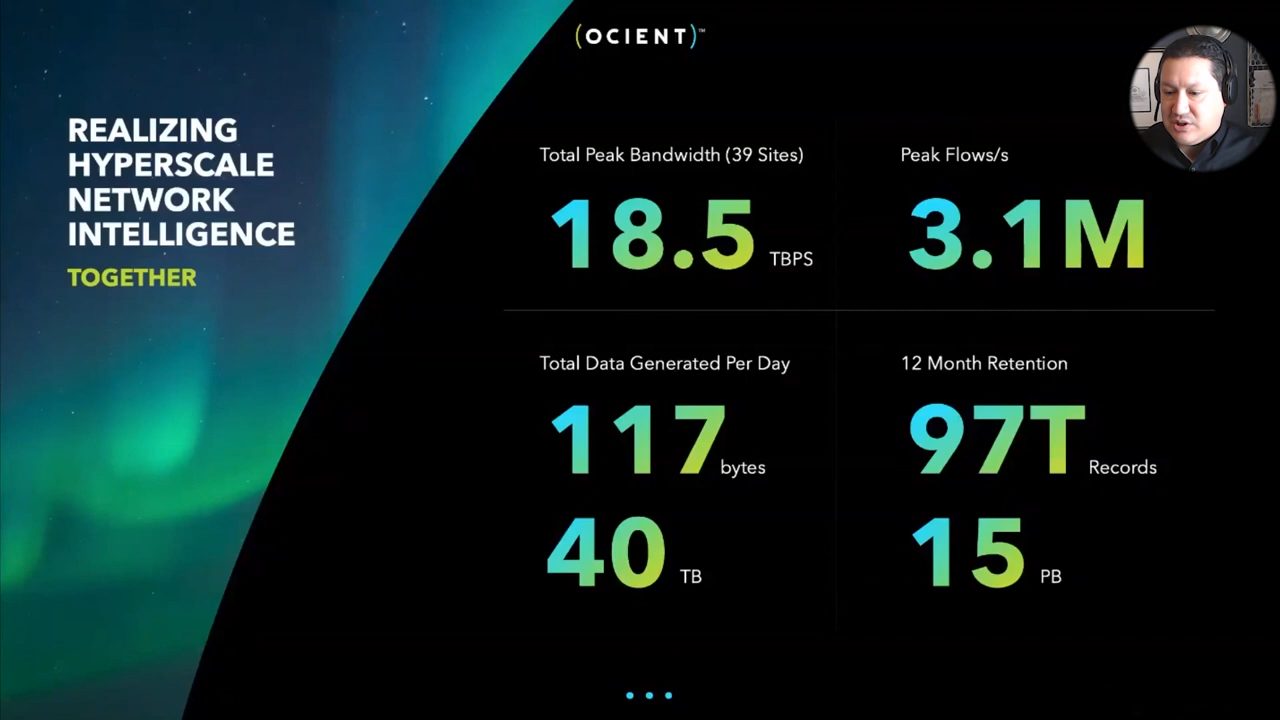 (OCIENT)™
REALIZING
HYPERSCALE
NETWORK
INTELLIGENCE
TOGETHER
Total Peak Bandwidth (39 Sites)
18.5 TBPS
Peak Flows/s
3.1M
Total Data Generated Per Day
117 bytes
40 TB
12 Month Retention
97T Records
15 PB